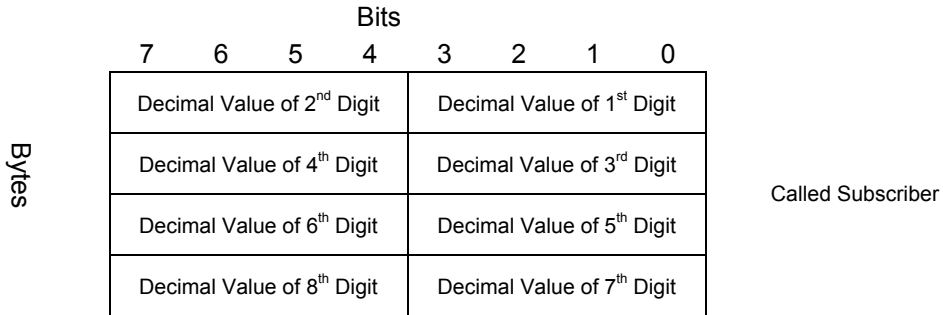 Bits
7 6 5 4 3 2 1 0
Decimal Value of 2nd Digit Decimal Value of 1st Digit
Decimal Value of 4th Digit Decimal Value of 3rd Digit
Bytes
Called Subscriber
Decimal Value of 6th Digit Decimal Value of 5th Digit
Decimal Value of 8th Digit Decimal Value of 7th Digit